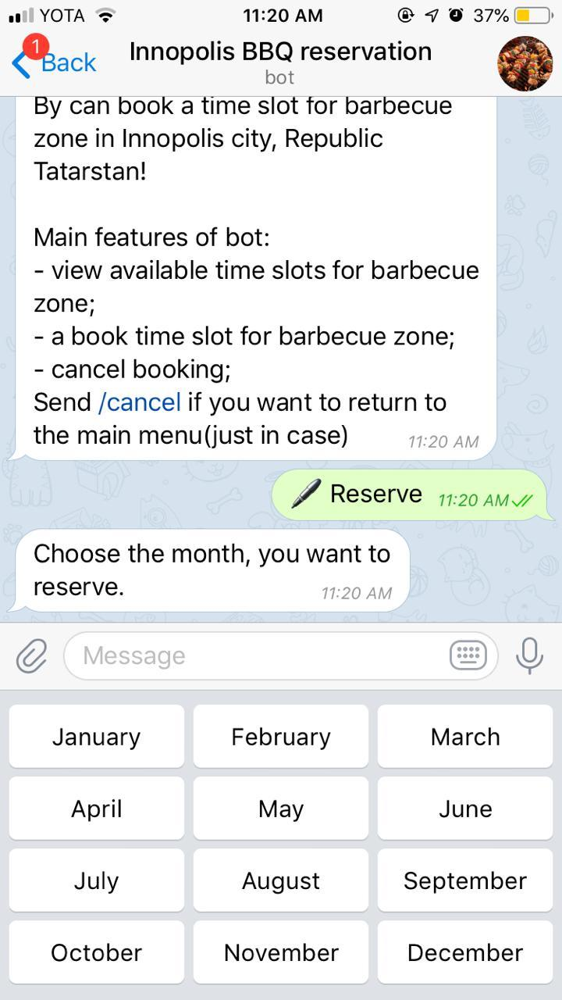 YOTA 11:20 AM 37%
1
Back Innopolis BBQ reservation
bot
By can book a time slot for barbecue
zone in Innopolis city, Republic
Tatarstan!
Main features of bot:
- view available time slots for barbecue
zone;
- a book time slot for barbecue zone;
- cancel booking;
Send /cancel if you want to return to
the main menu(just in case) 11:20 AM
Reserve 11:20 AM
Choose the month, you want to
reserve. 11:20 AM
Message
January February March
April May June
July August September
October November December